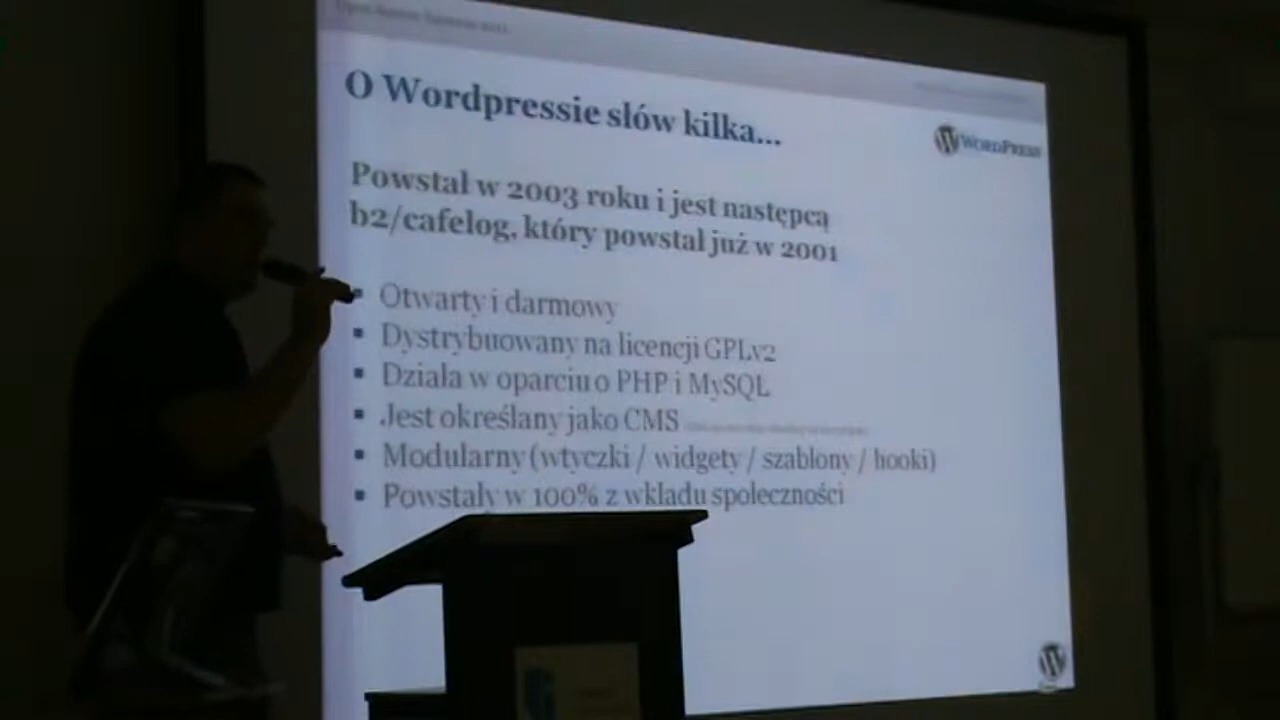 O Wordpressie słów kilka...
WORDPRESS
Powstał w 2003 roku i jest następcą
b2/cafelog, który powstał już w 2001
Otwarty i darmowy
Dystrybuowany na licencji GPLv2
Działa w oparciu o PHP i MySQL
Jest określany jako CMS
Modularny (wtyczki / widgety / szablony / hooki)
Powstały w 100% z wkładu społeczności